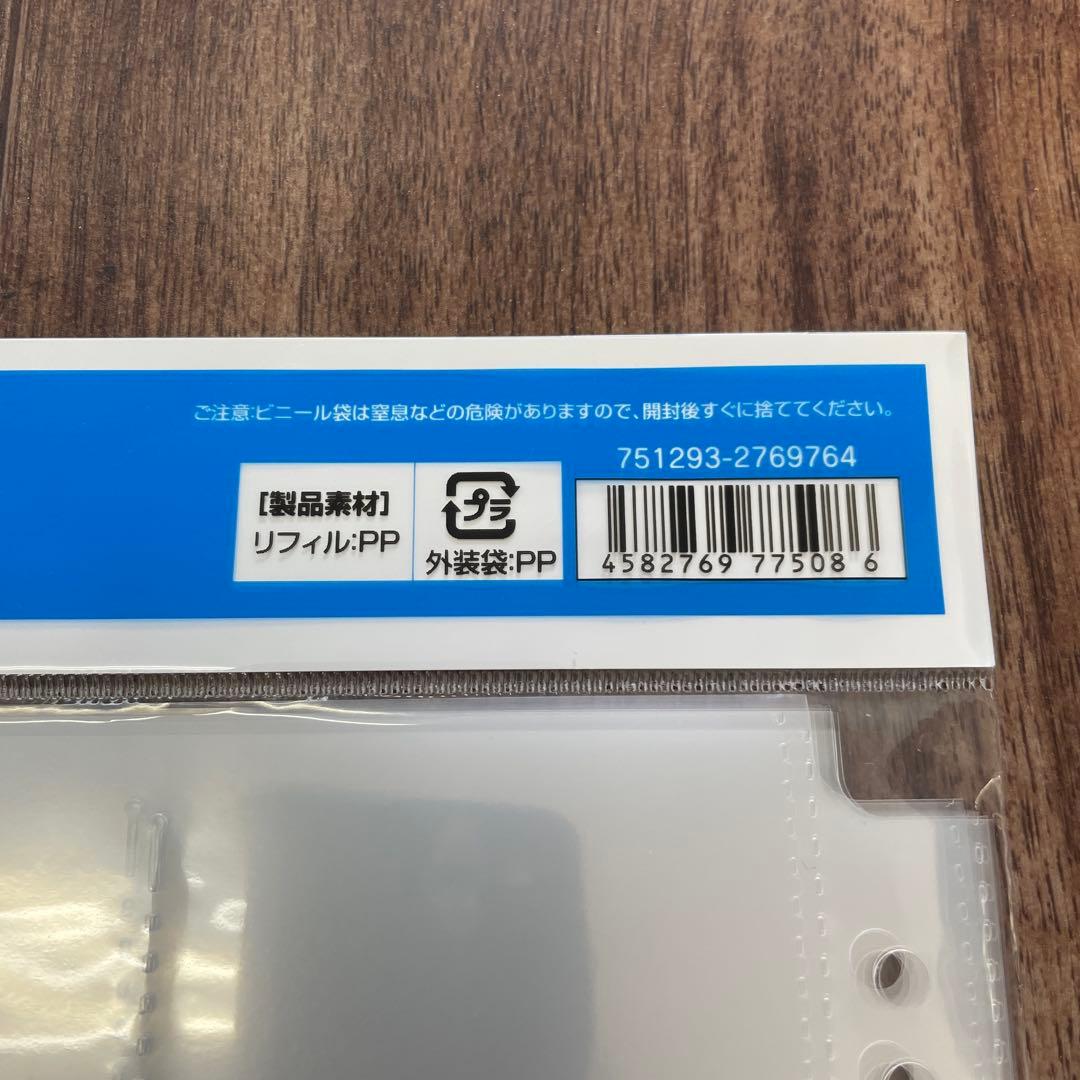 ご注意:ビニール袋は窒息などの危険がありますので、開封後すぐに捨ててください。
751293-2769764
[製品素材]
リフィル:PP
プラ
外装袋:PP
4582769 775086